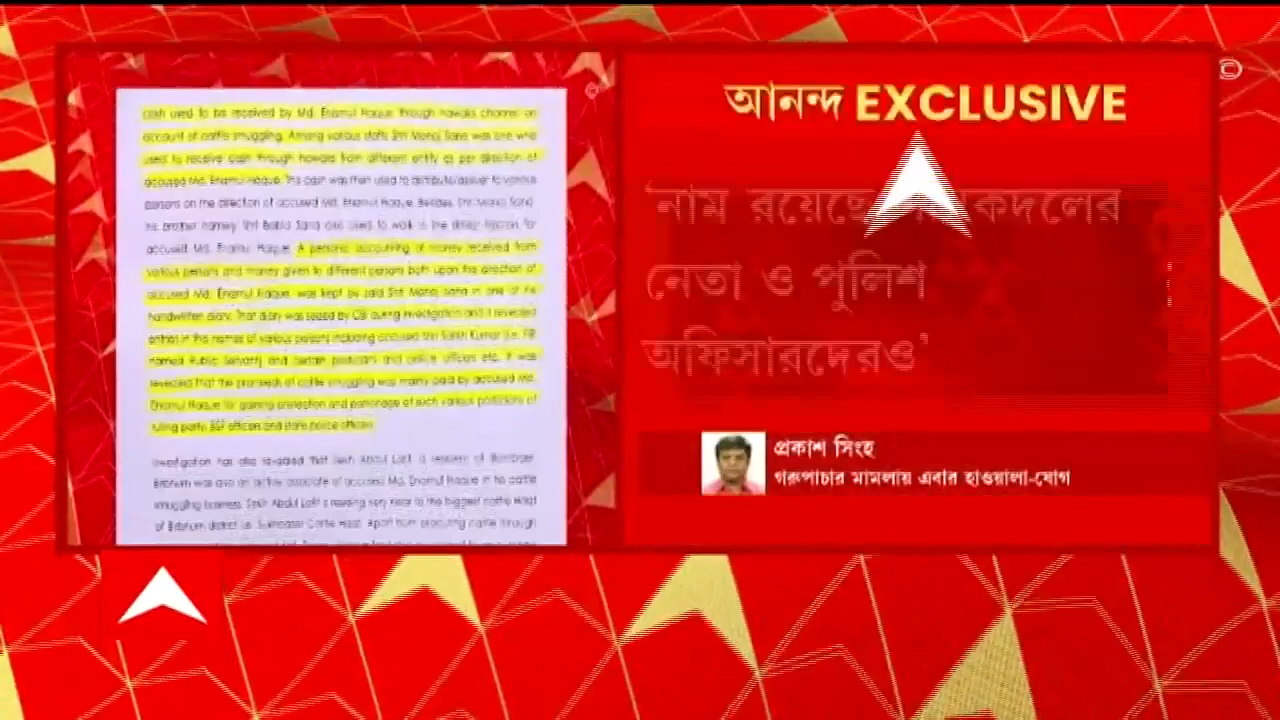 cash used to be received by Md. Enamul Haque through hawala channel on
account of cattle smuggling. Among various staffs Shri Manoj Sana was one who
used to receive cash through hawala from different entity as per direction of
accused Md. Enamul Haque. This cash was then used to distribute/deliver to various
persons on the direction of accused Md. Enamul Haque. Besides, Shri Manoj Sana,
his brother namely Shri Bablu Sana also used to work in the similar fashion for
accused Md. Enamul Haque. A personal accounting of money received from
various persons and money given to different persons both upon the direction of
accused Md. Enamul Haque, was kept by said Shri Manoj Sana in one of his
handwritten diary. That diary was seized by CBI during investigation and it revealed
entries in the names of various persons including accused Shri Satish Kumar (i.e. FIR
named Public Servant) and certain politicians and police officers etc. It was
revealed that the proceeds of cattle smuggling was mainly paid by accused Md.
Enamul Haque for gaining protection and patronage of such various politicians of
ruling party, BSF officers and state police officers.
Investigation has also revealed that Sekh Abdul Latif, a resident of
Birbhum was also an active associate of accused Md. Enamul Haque in his cattle
smuggling business. Sekh Abdul Latif is residing very near to the biggest cattle Haat
of Birbhum district i.e. Sukhbazar Cattle Haat. Apart from procuring cattle through
আনন্দ EXCLUSIVE
'নাম রয়েছে
নেতা ও পুলিশ
অফিসারদেরও'
প্রকাশ সিংহ
গরুপাচার মামলায় এবার হাওয়ালা-যোগ
©
©